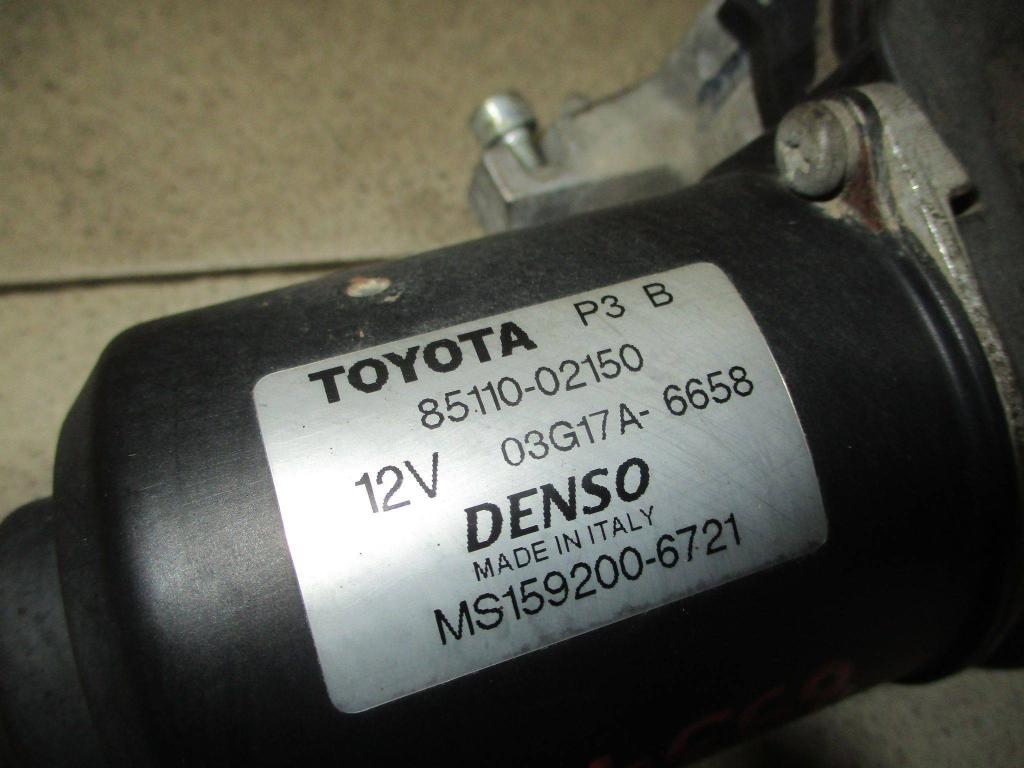 TOYOTA P3 B
85110-02150
12V 03G17A-6658
DENSO
MADE IN ITALY
MS159200-6721